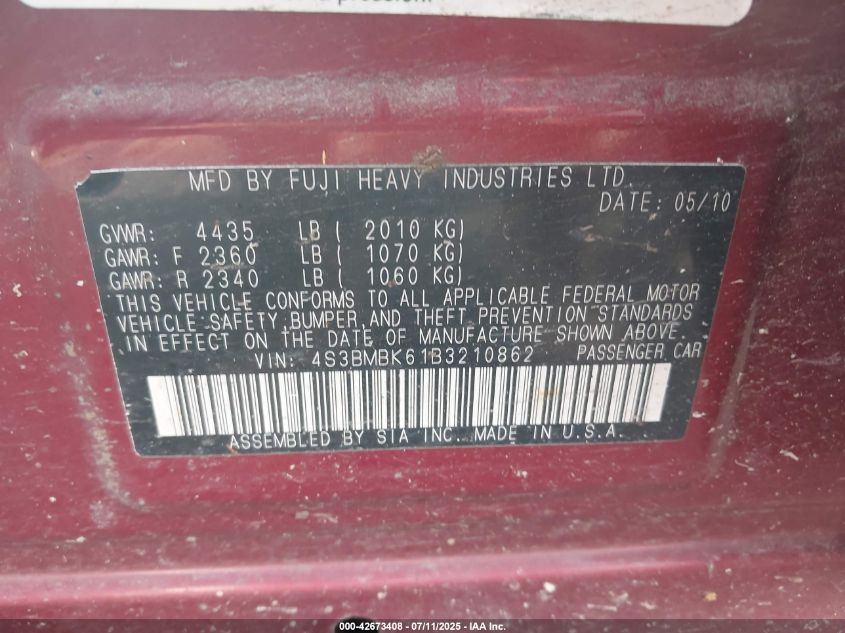 MFD BY FUJI HEAVY INDUSTRIES LTD.
DATE: 05/10
GVWR: 4435 LB ( 2010 KG)
GAWR: F 2360 LB ( 1070 KG)
GAWR: R 2340 LB ( 1060 KG)
THIS VEHICLE CONFORMS TO ALL APPLICABLE FEDERAL MOTOR
VEHICLE SAFETY, BUMPER, AND THEFT PREVENTION STANDARDS
IN EFFECT ON THE DATE OF MANUFACTURE SHOWN ABOVE.
VIN: 4S3BMBK61B3210862 PASSENGER CAR
ASSEMBLED BY SIA INC. MADE IN U.S.A.
000-42673408 - 07/11/2025 - IAA Inc.